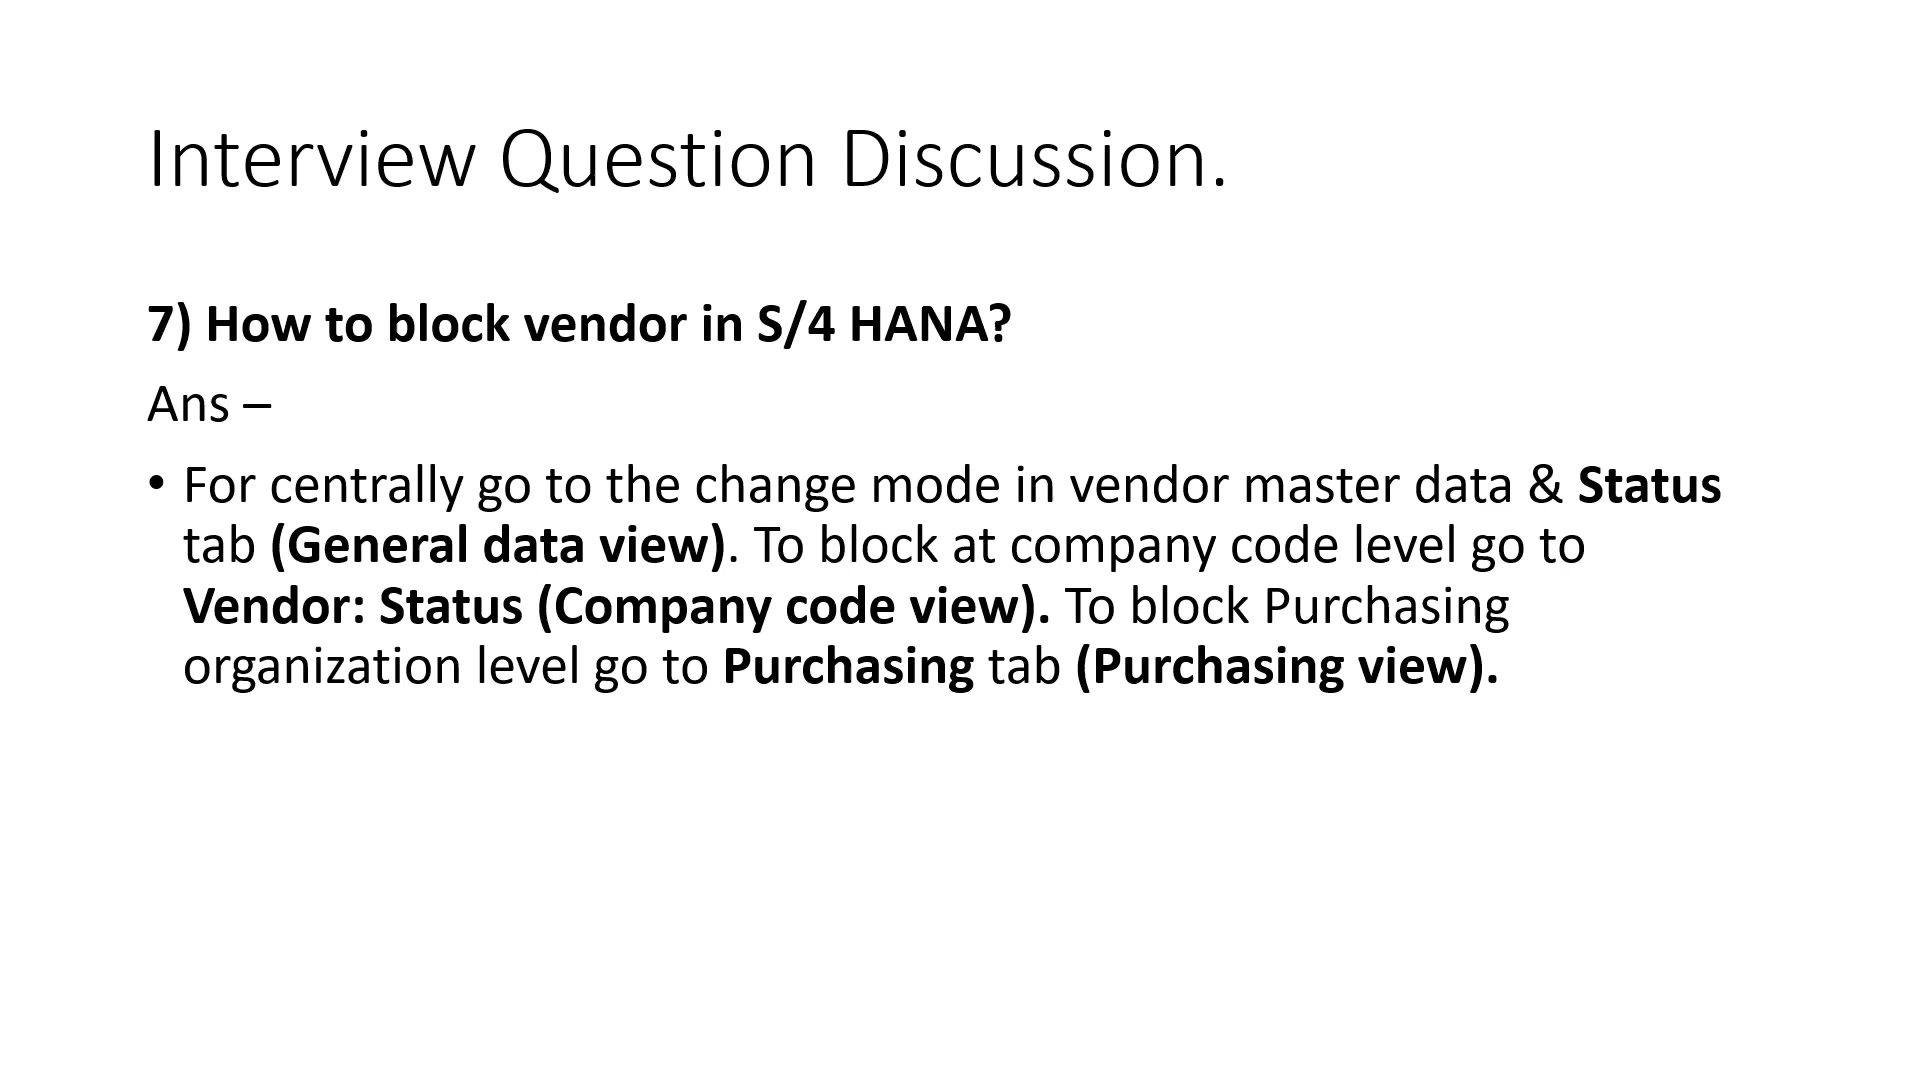 Interview Question Discussion.
7) How to block vendor in S/4 HANA?
Ans –
• For centrally go to the change mode in vendor master data & Status
tab (General data view). To block at company code level go to
Vendor: Status (Company code view). To block Purchasing
organization level go to Purchasing tab (Purchasing view).